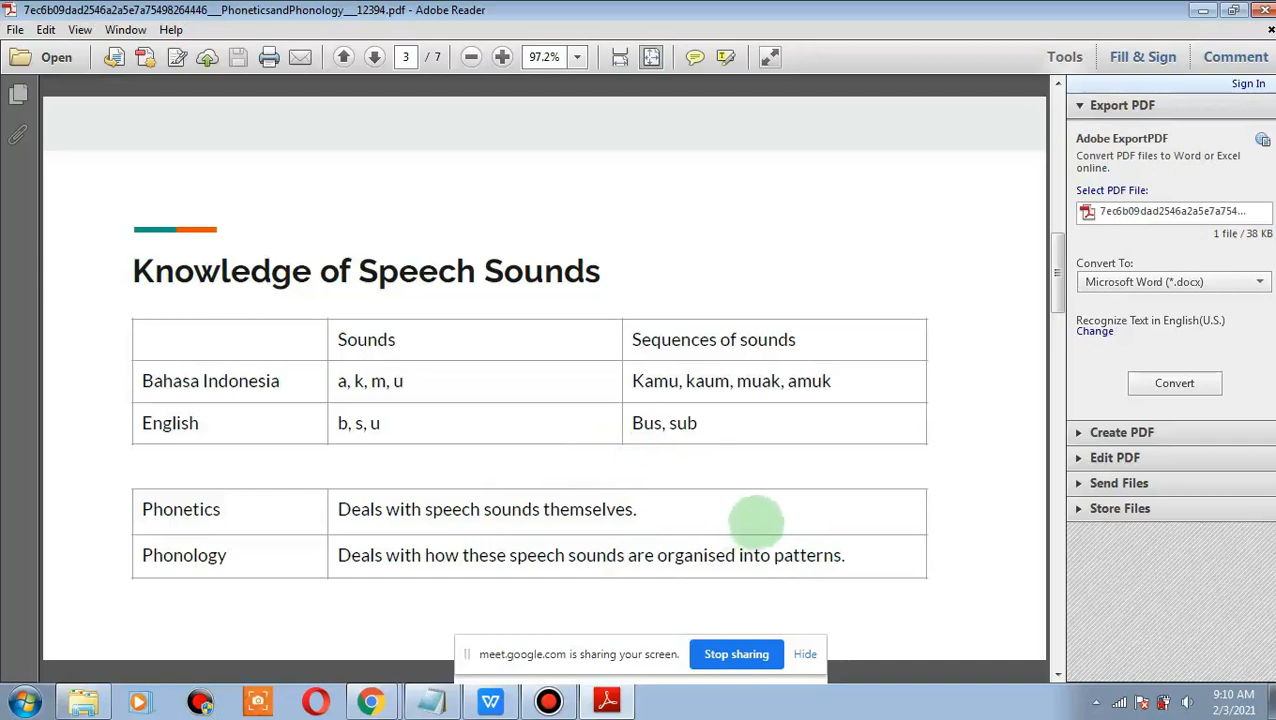 7ec6b09dad2546a2a5e7a75498264446___PhoneticsandPhonology___12394.pdf - Adobe Reader
File Edit View Window Help
Open 3 / 7 97.2% Tools Fill & Sign Comment
Sign In
Export PDF
Adobe ExportPDF
Convert PDF files to Word or Excel
online.
Select PDF File:
7ec6b09dad2546a2a5e7a754...
1 file / 38 KB
Convert To:
Microsoft Word (*.docx)
Recognize Text in English(U.S.)
Change
Convert
Create PDF
Edit PDF
Send Files
Store Files
Knowledge of Speech Sounds
Sounds Sequences of sounds
Bahasa Indonesia a, k, m, u Kamu, kaum, muak, amuk
English b, s, u Bus, sub
Phonetics Deals with speech sounds themselves.
Phonology Deals with how these speech sounds are organised into patterns.
meet.google.com is sharing your screen. Stop sharing Hide
9:10 AM
2/3/2021